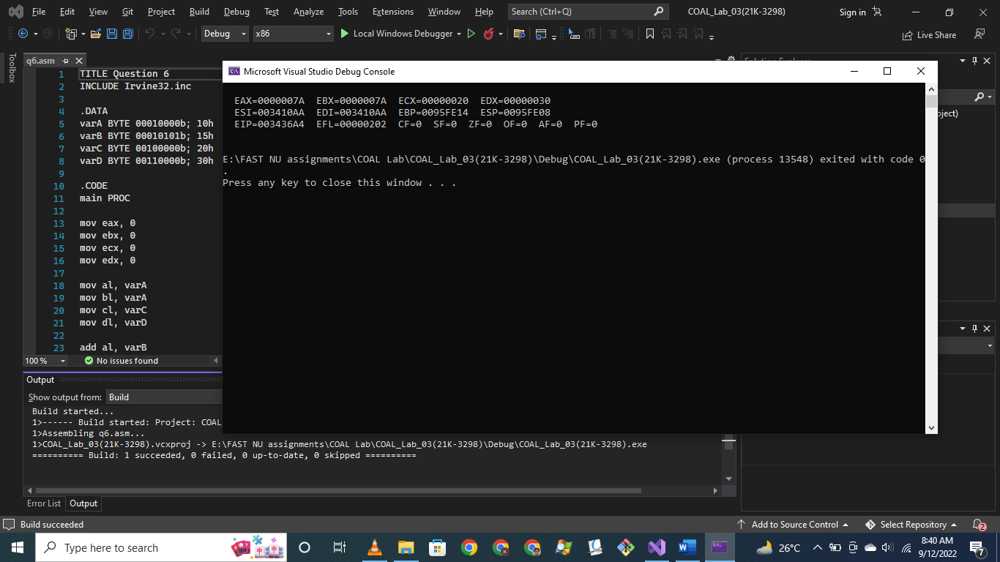 File Edit View Git Project Build Debug Test Analyze Tools Extensions Window Help Search (Ctrl+Q) COAL_Lab_03(21K-3298) Sign in
Debug x86 Local Windows Debugger Live Share
Toolbox
q6.asm
1 TITLE Question 6
2 INCLUDE Irvine32.inc
3
4 .DATA
5 varA BYTE 00010000b; 10h
6 varB BYTE 00010101b; 15h
7 varC BYTE 00100000b; 20h
8 varD BYTE 00110000b; 30h
9
10 .CODE
11 main PROC
12
13 mov eax, 0
14 mov ebx, 0
15 mov ecx, 0
16 mov edx, 0
17
18 mov al, varA
19 mov bl, varA
20 mov cl, varC
21 mov dl, varD
22
23 add al, varB
100 % No issues found
Microsoft Visual Studio Debug Console
EAX=0000007A EBX=0000007A ECX=00000020 EDX=00000030
ESI=003410AA EDI=003410AA EBP=0095FE14 ESP=0095FE08
EIP=003436A4 EFL=00000202 CF=0 SF=0 ZF=0 OF=0 AF=0 PF=0
E:\FAST NU assignments\COAL Lab\COAL_Lab_03(21K-3298)\Debug\COAL_Lab_03(21K-3298).exe (process 13548) exited with code 0
.
Press any key to close this window . . .
ject)
Output
Show output from: Build
Build started...
1>------ Build started: Project: COAL_
1>Assembling q6.asm...
1>COAL_Lab_03(21K-3298).vcxproj -> E:\FAST NU assignments\COAL Lab\COAL_Lab_03(21K-3298)\Debug\COAL_Lab_03(21K-3298).exe
========== Build: 1 succeeded, 0 failed, 0 up-to-date, 0 skipped ==========
Error List Output
Build succeeded Add to Source Control Select Repository 2
Type here to search 26°C 8:40 AM
9/12/2022 7